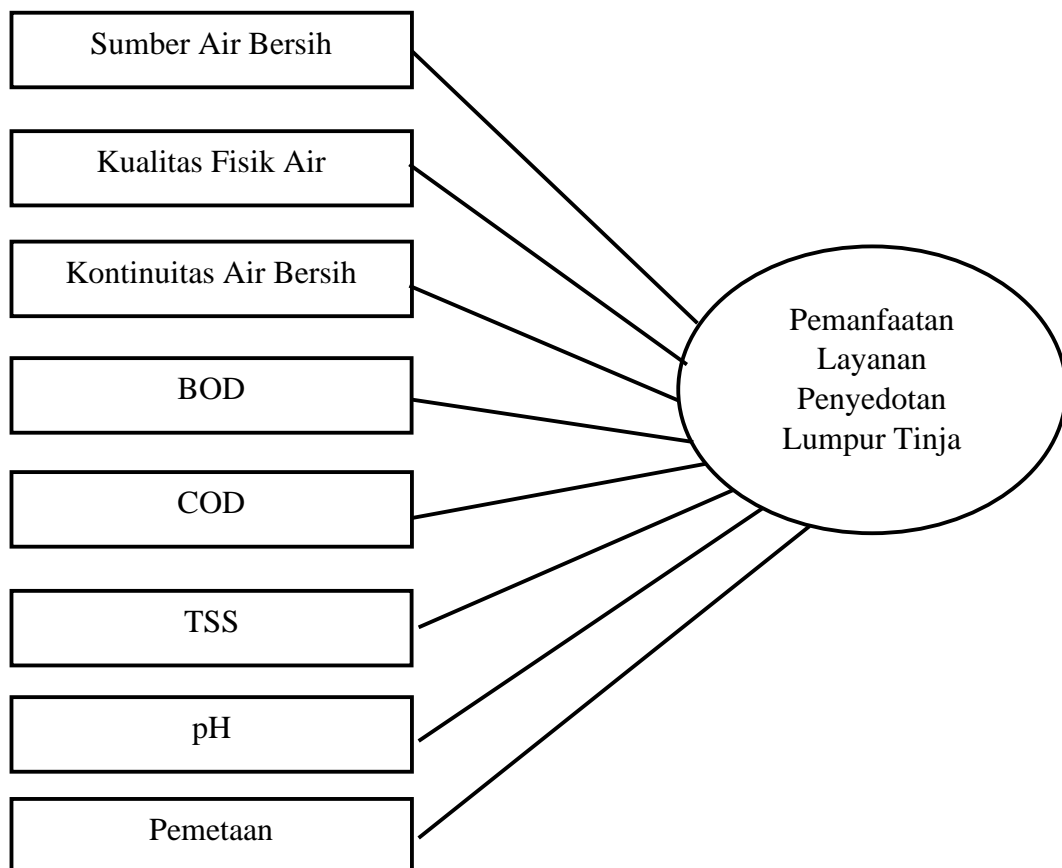 Sumber Air Bersih
Kualitas Fisik Air
Kontinuitas Air Bersih
BOD
COD
TSS
pH
Pemetaan
Pemanfaatan
Layanan
Penyedotan
Lumpur Tinja